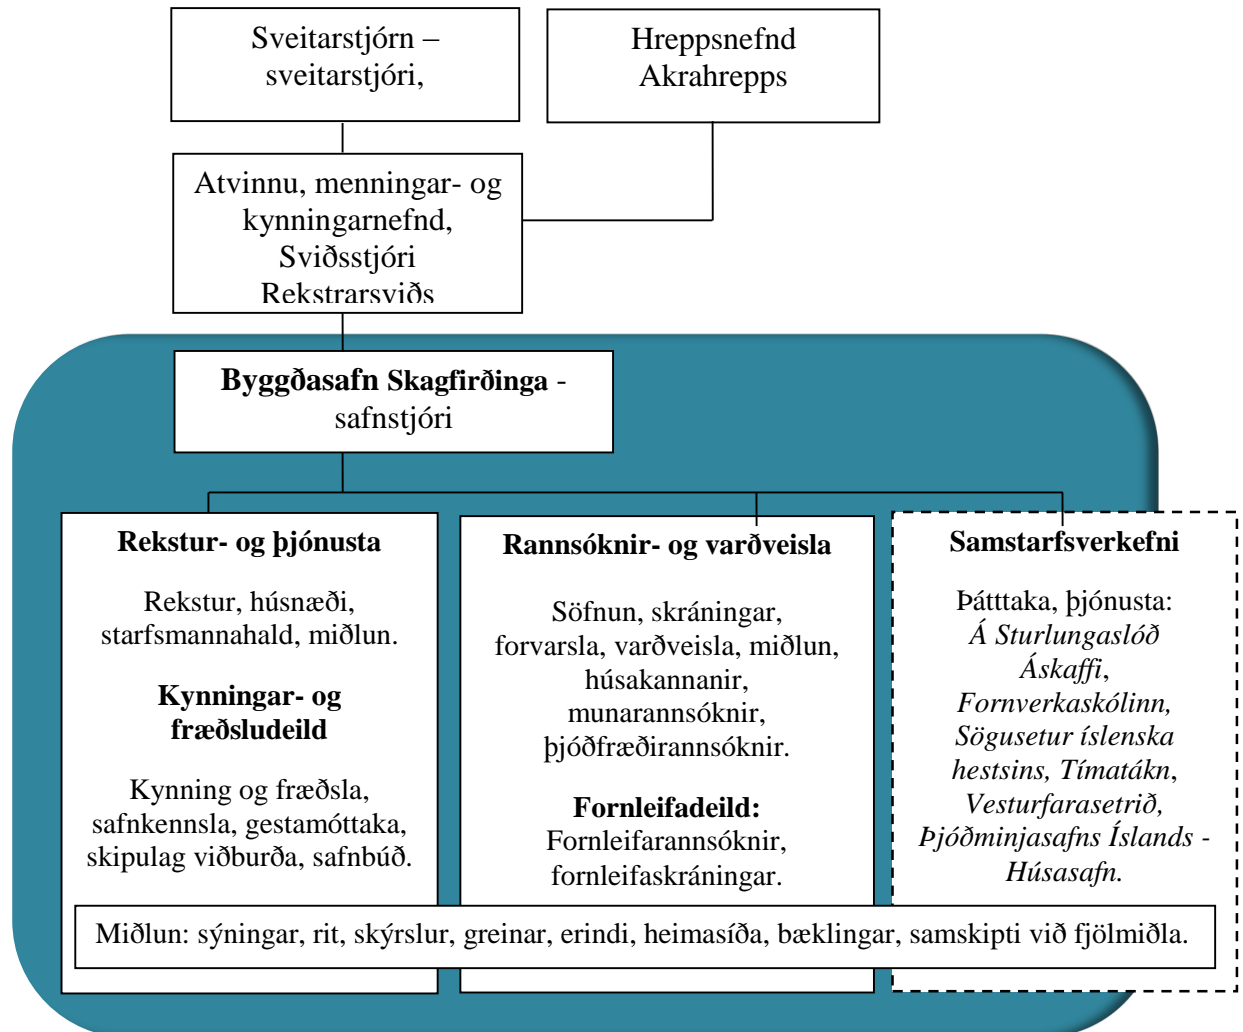 Sveitarstjórn –
sveitarstjóri,
Hreppsnefnd
Akrahrepps
Atvinnu, menningar- og
kynningarnefnd,
Sviðsstjóri
Rekstrarsviðs
Byggðasafn Skagfirðinga -
safnstjóri
Rekstur- og þjónusta
Rekstur, húsnæði,
starfsmannahald, miðlun.
Kynningar- og
fræðsludeild
Kynning og fræðsla,
safnkennsla, gestamóttaka,
skipulag viðburða, safnbúð.
Rannsóknir- og varðveisla
Söfnun, skráningar,
forvarsla, varðveisla, miðlun,
húsakannanir,
munarannsóknir,
þjóðfræðirannsóknir.
Fornleifadeild:
Fornleifarannsóknir,
fornleifaskráningar.
Samstarfsverkefni
Þátttaka, þjónusta:
Á Sturlungaslóð
Áskaffi,
Fornverkaskólinn,
Sögusetur íslenska
hestsins, Tímatákn,
Vesturfarasetrið,
Þjóðminjasafns Íslands -
Húsasafn.
Miðlun: sýningar, rit, skýrslur, greinar, erindi, heimasíða, bæklingar, samskipti við fjölmiðla.